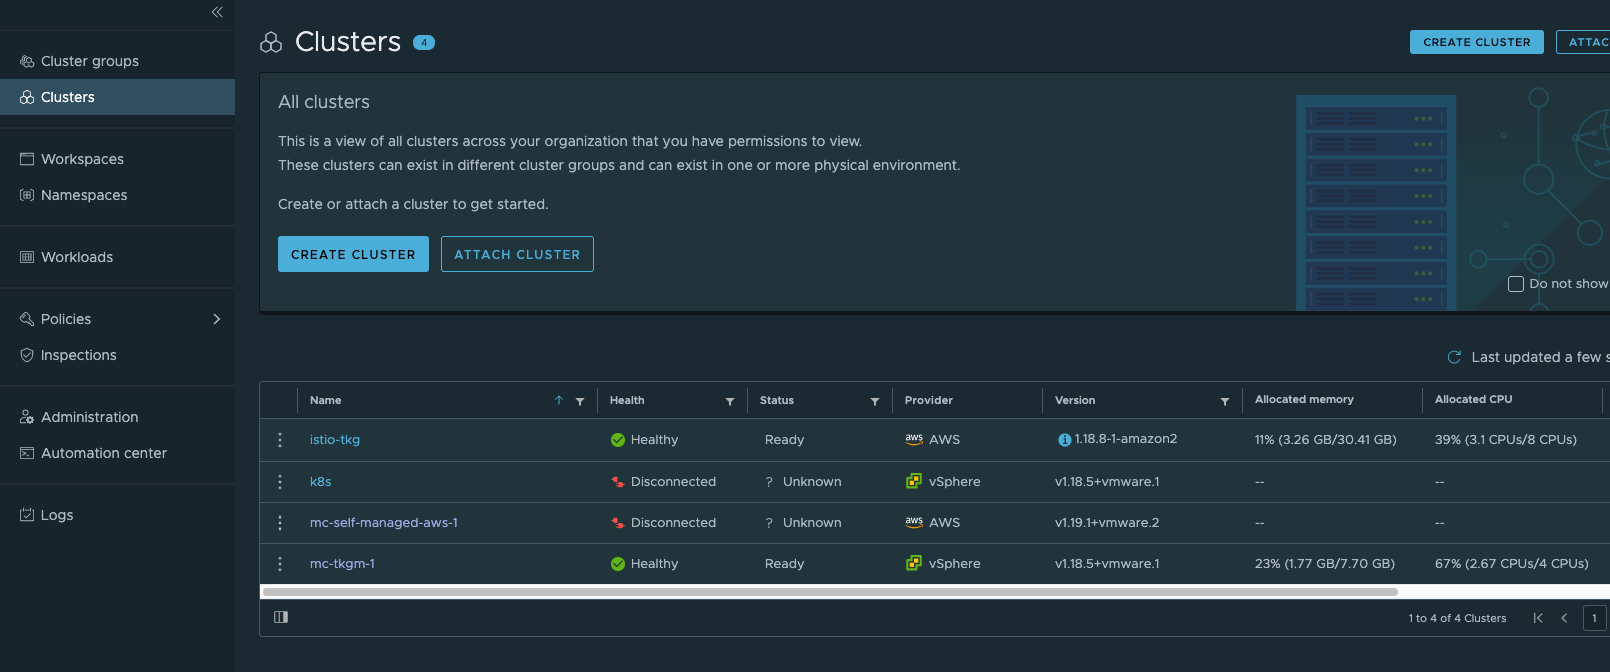 Cluster groups
Clusters
Workspaces
Namespaces
Workloads
Policies
Inspections
Administration
Automation center
Logs
Clusters 4
CREATE CLUSTER ATTAC
All clusters
This is a view of all clusters across your organization that you have permissions to view.
These clusters can exist in different cluster groups and can exist in one or more physical environment.
Create or attach a cluster to get started.
CREATE CLUSTER ATTACH CLUSTER
Do not show
Last updated a few s
Name Health Status Provider Version Allocated memory Allocated CPU
istio-tkg Healthy Ready aws AWS 1.18.8-1-amazon2 11% (3.26 GB/30.41 GB) 39% (3.1 CPUs/8 CPUs)
k8s Disconnected ? Unknown vSphere v1.18.5+vmware.1 -- --
mc-self-managed-aws-1 Disconnected ? Unknown aws AWS v1.19.1+vmware.2 -- --
mc-tkgm-1 Healthy Ready vSphere v1.18.5+vmware.1 23% (1.77 GB/7.70 GB) 67% (2.67 CPUs/4 CPUs)
1 to 4 of 4 Clusters 1